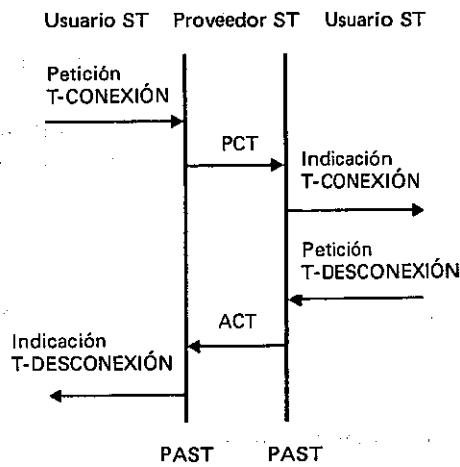 Usuario ST Proveedor ST Usuario ST
Petición
T-CONEXIÓN
PCT
Indicación
T-CONEXIÓN
Petición
T-DESCONEXIÓN
ACT
Indicación
T-DESCONEXIÓN
PAST PAST